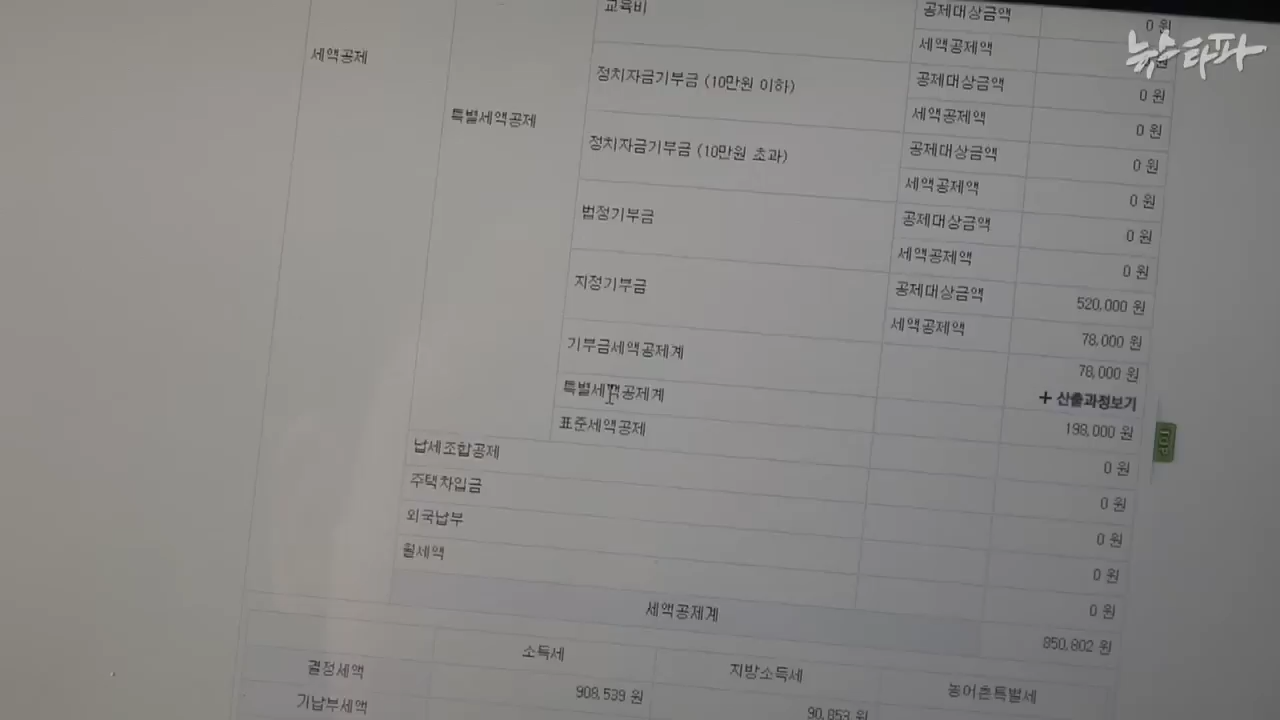 교육비 공제대상금액 0 원
뉴스타파
세액공제 세액공제액 원
정치자금기부금 (10만원 이하) 공제대상금액 0 원
특별세액공제 세액공제액 0 원
정치자금기부금 (10만원 초과) 공제대상금액 0 원
세액공제액 0 원
법정기부금 공제대상금액 0 원
세액공제액 0 원
지정기부금 공제대상금액 520,000 원
세액공제액 78,000 원
기부금세액공제계 78,000 원
+ 산출과정보기
특별세액공제계 198,000 원
TOP
표준세액공제 0 원
납세조합공제 0 원
주택차입금 0 원
외국납부 0 원
월세액 0 원
세액공제계 850,802 원
소득세 지방소득세 농어촌특별세
결정세액 908,539 원 90,853 원
기납부세액